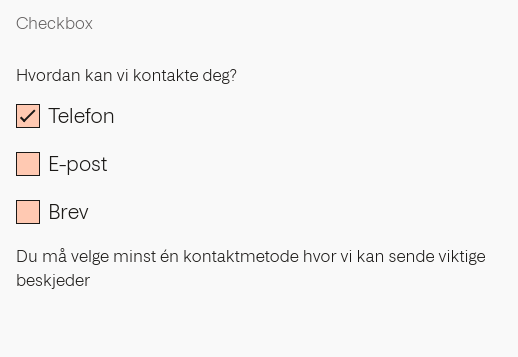 Checkbox
Hvordan kan vi kontakte deg?
Telefon
E-post
Brev
Du må velge minst én kontaktmetode hvor vi kan sende viktige
beskjeder